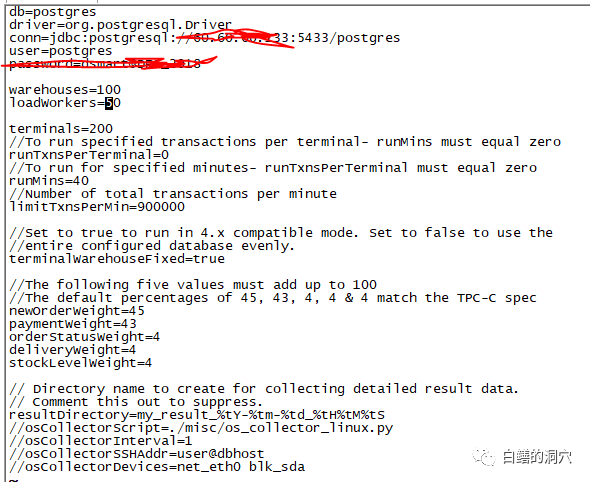 db=postgres
driver=org.postgresql.Driver
conn=jdbc:postgresql://60.60.60.233:5433/postgres
user=postgres

warehouses=100
loadWorkers=50

terminals=200
//To run specified transactions per terminal- runMins must equal zero
runTxnsPerTerminal=0
//To run for specified minutes- runTxnsPerTerminal must equal zero
runMins=40
//Number of total transactions per minute
limitTxnsPerMin=900000

//Set to true to run in 4.x compatible mode. Set to false to use the
//entire configured database evenly.
terminalWarehouseFixed=true

//The following five values must add up to 100
//The default percentages of 45, 43, 4, 4 & 4 match the TPC-C spec
newOrderWeight=45
paymentWeight=43
orderStatusWeight=4
deliveryWeight=4
stockLevelWeight=4

// Directory name to create for collecting detailed result data.
// Comment this out to suppress.
resultDirectory=my_result_%tY-%tm-%td_%tH%tM%tS
//osCollectorScript=./misc/os_collector_linux.py
//osCollectorInterval=1
//osCollectorSSHAddr=user@dbhost
//osCollectorDevices=net_eth0 blk_sda
~
白鳝的洞穴